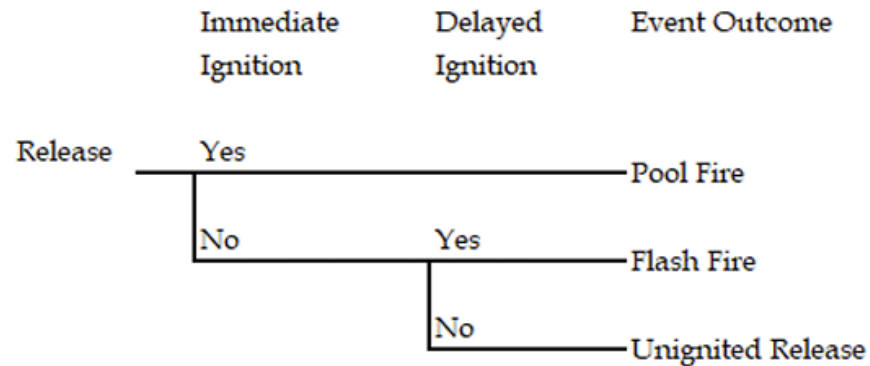 Immediate Delayed Event Outcome
Ignition Ignition
Release Yes
Pool Fire
No Yes
Flash Fire
No
Unignited Release